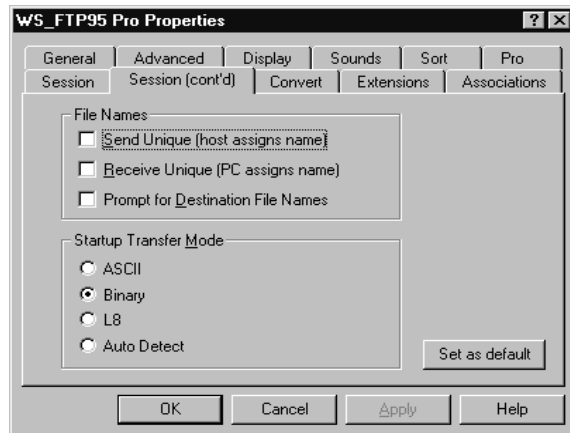 WS_FTP95 Pro Properties
General Advanced Display Sounds Sort Pro
Session Session (cont'd) Convert Extensions Associations
File Names
Send Unique (host assigns name)
Receive Unique (PC assigns name)
Prompt for Destination File Names
Startup Transfer Mode
ASCII
Binary
L8
Auto Detect
Set as default
OK Cancel Apply Help